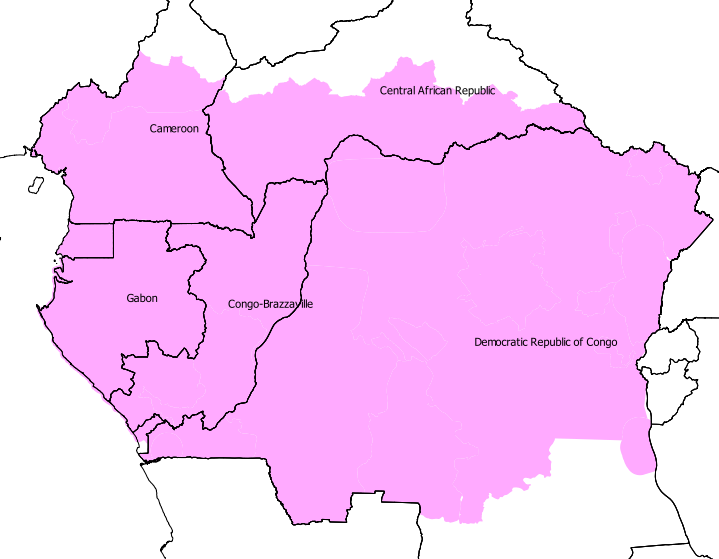 Central African Republic
Cameroon
Gabon
Congo-Brazzaville
Democratic Republic of Congo